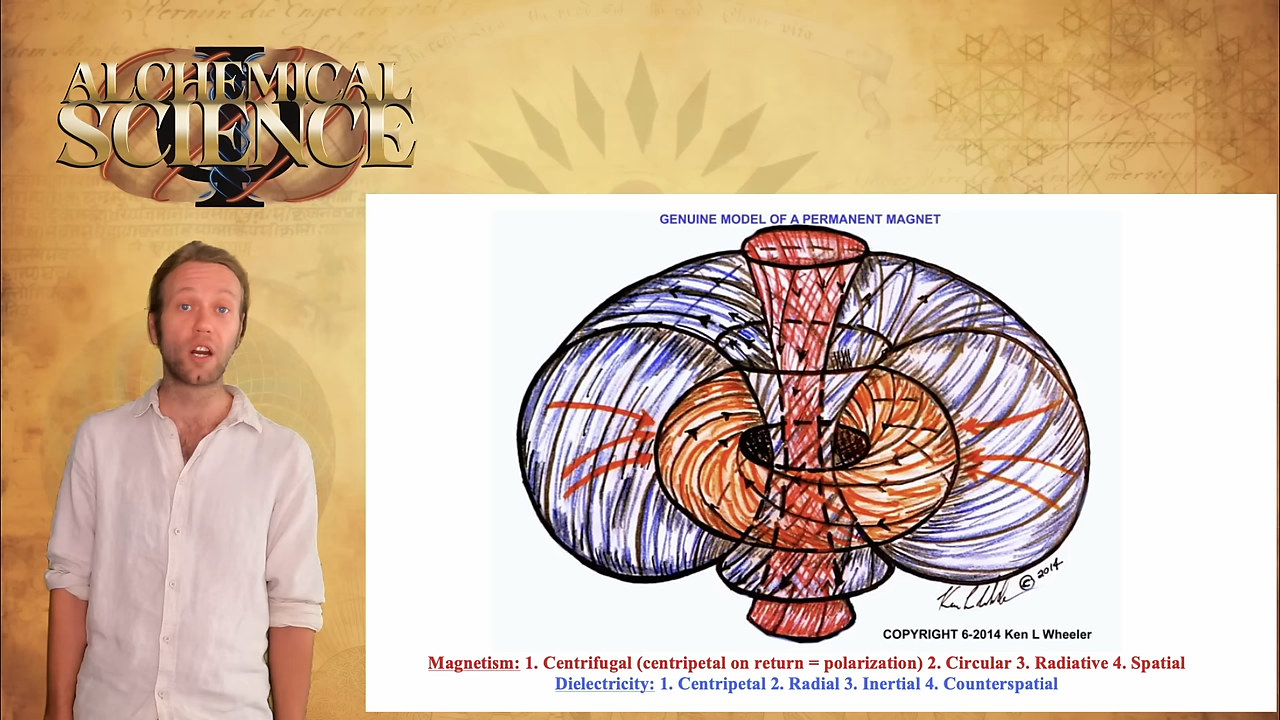 ALCHEMICAL
SCIENCE
GENUINE MODEL OF A PERMANENT MAGNET
© 2014
COPYRIGHT 6-2014 Ken L Wheeler
Magnetism: 1. Centrifugal (centripetal on return = polarization) 2. Circular 3. Radiative 4. Spatial
Dielectricity: 1. Centripetal 2. Radial 3. Inertial 4. Counterspatial